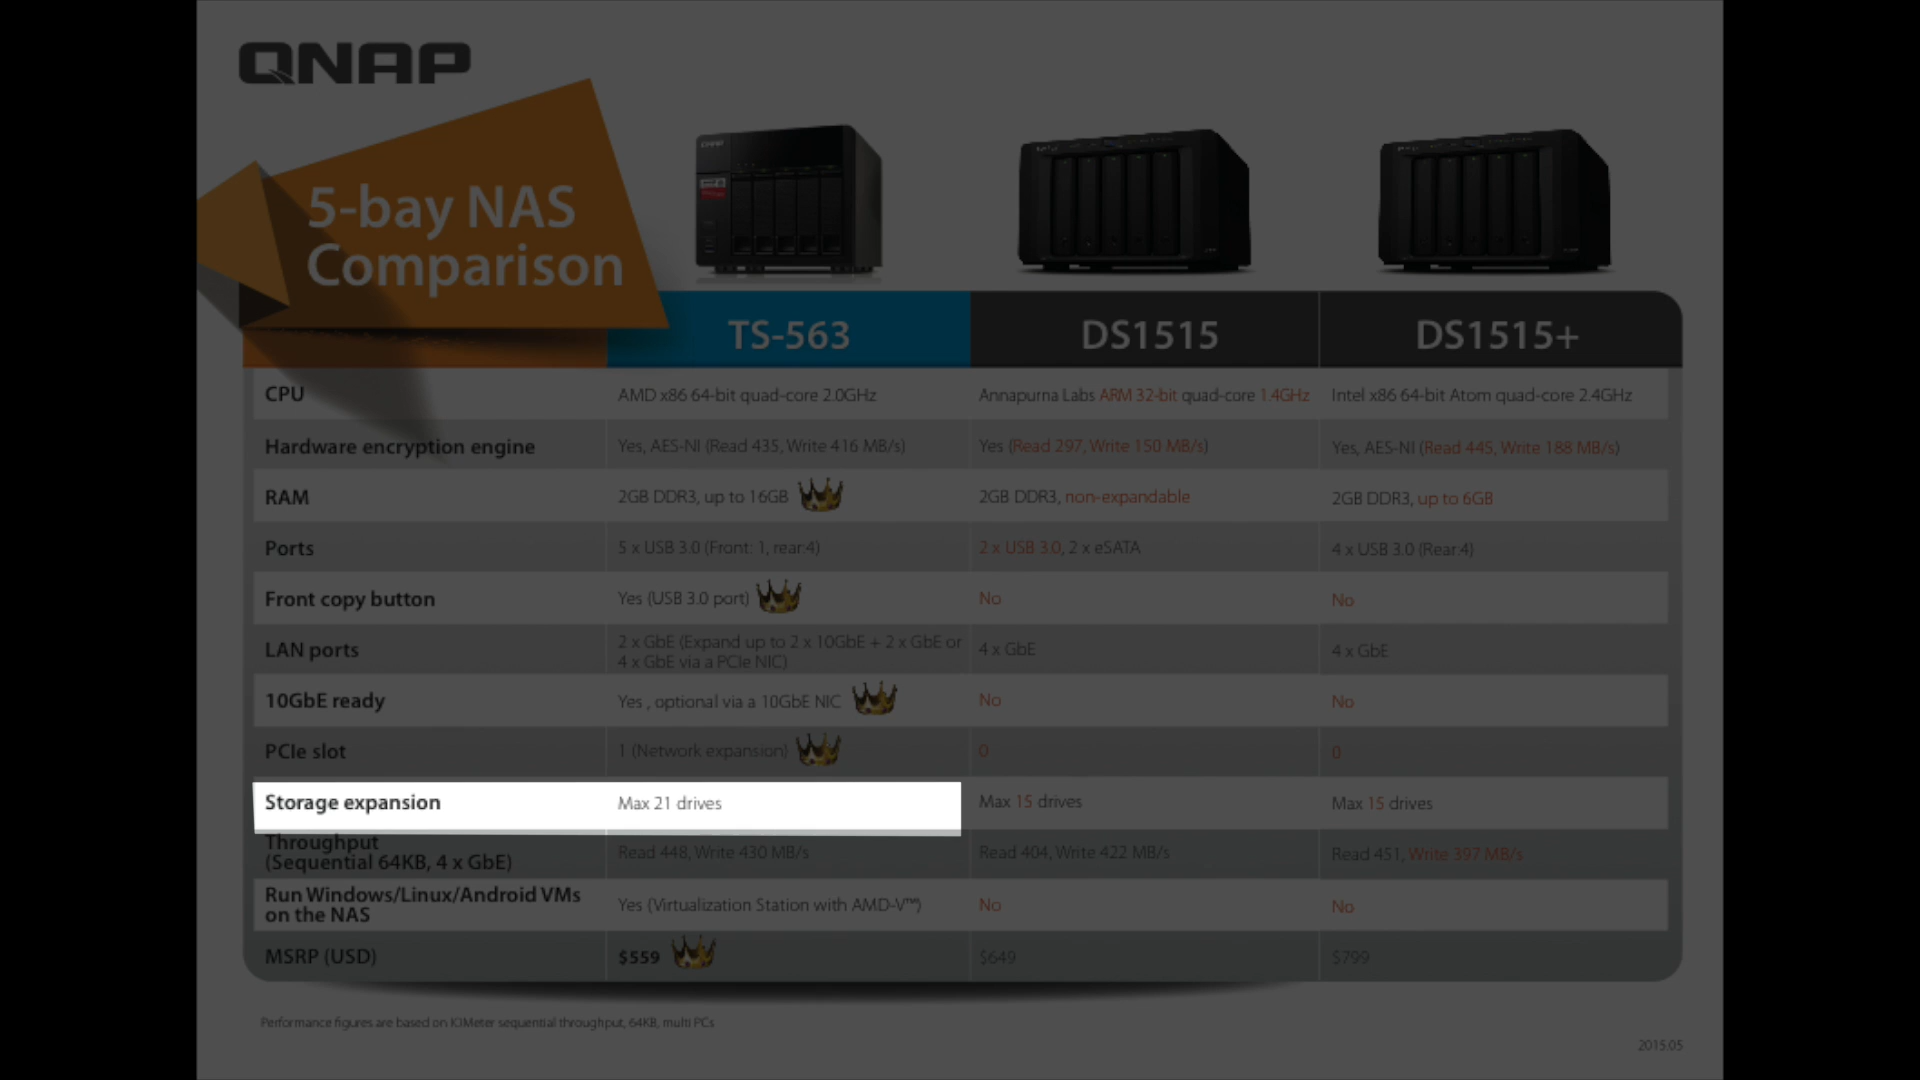 QNAP
5-bay NAS
Comparison
TS-563 DS1515 DS1515+
CPU AMD x86 64-bit quad-core 2.0GHz Annapurna Labs ARM 32-bit quad-core 1.4GHz Intel x86 64-bit Atom quad-core 2.4GHz
Hardware encryption engine Yes, AES-NI (Read 435, Write 416 MB/s) Yes (Read 297, Write 150 MB/s) Yes, AES-NI (Read 445, Write 188 MB/s)
RAM 2GB DDR3, up to 16GB 2GB DDR3, non-expandable 2GB DDR3, up to 6GB
Ports 5 x USB 3.0 (Front: 1, rear:4) 2 x USB 3.0, 2 x eSATA 4 x USB 3.0 (Rear:4)
Front copy button Yes (USB 3.0 port) No No
LAN ports 2 x GbE (Expand up to 2 x 10GbE + 2 x GbE or
4 x GbE via a PCIe NIC) 4 x GbE 4 x GbE
10GbE ready Yes , optional via a 10GbE NIC No No
PCIe slot 1 (Network expansion) 0 0
Storage expansion Max 21 drives Max 15 drives Max 15 drives
Throughput
(Sequential 64KB, 4 x GbE) Read 448, Write 430 MB/s Read 404, Write 422 MB/s Read 451, Write 397 MB/s
Run Windows/Linux/Android VMs
on the NAS Yes (Virtualization Station with AMD-V™) No No
MSRP (USD) $559 $649 $799
Performance figures are based on IOMeter sequential throughput, 64KB, multi PCs
2015.05